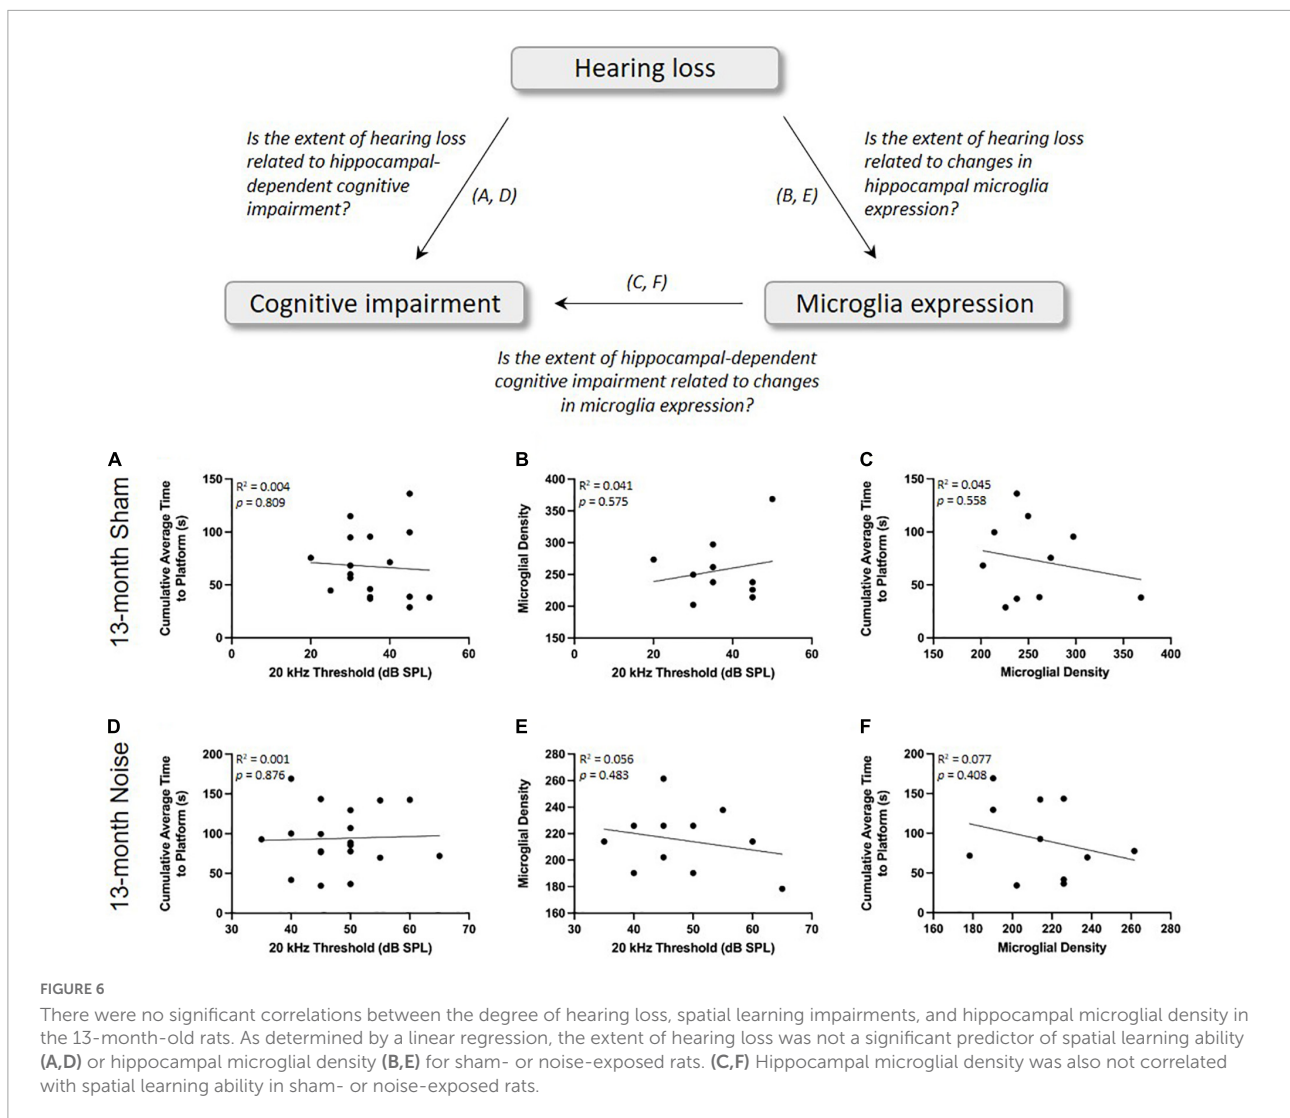 Hearing loss
Is the extent of hearing loss
related to hippocampal-
dependent cognitive
impairment?
(A, D)
(B, E)
Is the extent of hearing loss
related to changes in
hippocampal microglia
expression?
Cognitive impairment
(C, F)
Microglia expression
Is the extent of hippocampal-dependent
cognitive impairment related to changes
in microglia expression?
13-month Sham
A
Cumulative Average Time
to Platform (s)
150
100
50
0
R² = 0.004
p = 0.809
0 20 40 60
20 kHz Threshold (dB SPL)
B
Microglial Density
400
350
300
250
200
150
R² = 0.041
p = 0.575
0 20 40 60
20 kHz Threshold (dB SPL)
C
Cumulative Average Time
to Platform (s)
150
100
50
0
R² = 0.045
p = 0.558
150 200 250 300 350 400
Microglial Density
13-month Noise
D
Cumulative Average Time
to Platform (s)
200
150
100
50
0
R² = 0.001
p = 0.876
30 40 50 60 70
20 kHz Threshold (dB SPL)
E
Microglial Density
280
260
240
220
200
180
160
R² = 0.056
p = 0.483
30 40 50 60 70
20 kHz Threshold (dB SPL)
F
Cumulative Average Time
to Platform (s)
200
150
100
50
0
R² = 0.077
p = 0.408
160 180 200 220 240 260 280
Microglial Density
FIGURE 6
There were no significant correlations between the degree of hearing loss, spatial learning impairments, and hippocampal microglial density in
the 13-month-old rats. As determined by a linear regression, the extent of hearing loss was not a significant predictor of spatial learning ability
(A,D) or hippocampal microglial density (B,E) for sham- or noise-exposed rats. (C,F) Hippocampal microglial density was also not correlated
with spatial learning ability in sham- or noise-exposed rats.